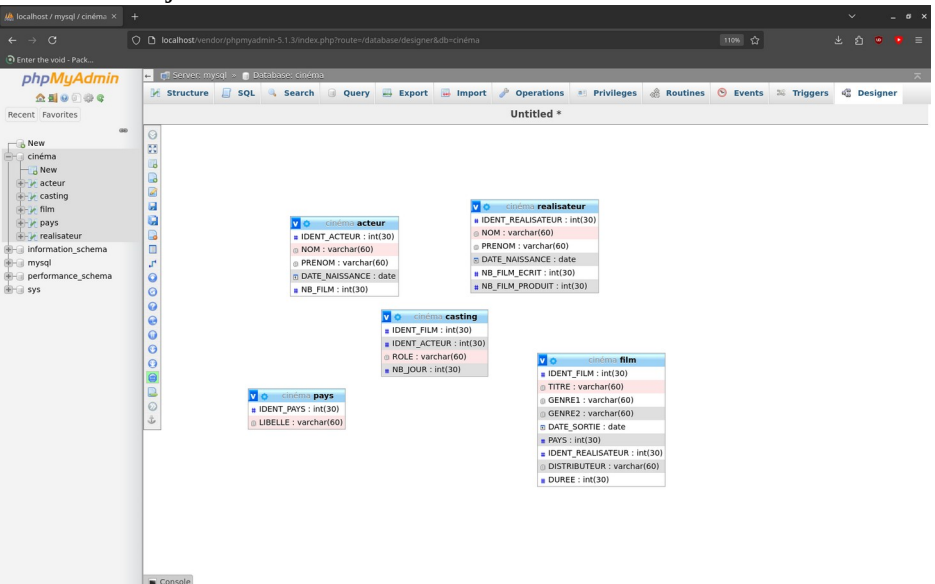 localhost / mysql / cinéma
localhost/vendor/phpmyadmin-5.1.3/index.php?route=/database/designer&db=cinéma
110%
Enter the void - Pack...
phpMyAdmin
Recent Favorites
New
cinéma
New
acteur
casting
film
pays
realisateur
information_schema
mysql
performance_schema
sys
Server: mysql » Database: cinéma
Structure SQL Search Query Export Import Operations Privileges Routines Events Triggers Designer
Untitled *
v cinéma acteur
IDENT_ACTEUR : int(30)
NOM : varchar(60)
PRENOM : varchar(60)
DATE_NAISSANCE : date
NB_FILM : int(30)
v cinéma realisateur
IDENT_REALISATEUR : int(30)
NOM : varchar(60)
PRENOM : varchar(60)
DATE_NAISSANCE : date
NB_FILM_ECRIT : int(30)
NB_FILM_PRODUIT : int(30)
v cinéma casting
IDENT_FILM : int(30)
IDENT_ACTEUR : int(30)
ROLE : varchar(60)
NB_JOUR : int(30)
v cinéma pays
IDENT_PAYS : int(30)
LIBELLE : varchar(60)
v cinéma film
IDENT_FILM : int(30)
TITRE : varchar(60)
GENRE1 : varchar(60)
GENRE2 : varchar(60)
DATE_SORTIE : date
PAYS : int(30)
IDENT_REALISATEUR : int(30)
DISTRIBUTEUR : varchar(60)
DUREE : int(30)
Console